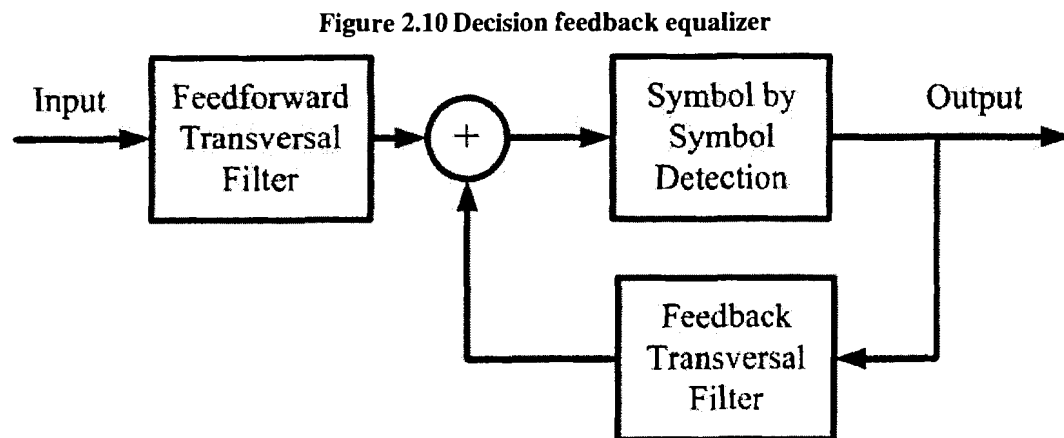 Figure 2.10 Decision feedback equalizer
Input
Feedforward
Transversal
Filter
+
Symbol by
Symbol
Detection
Output
Feedback
Transversal
Filter